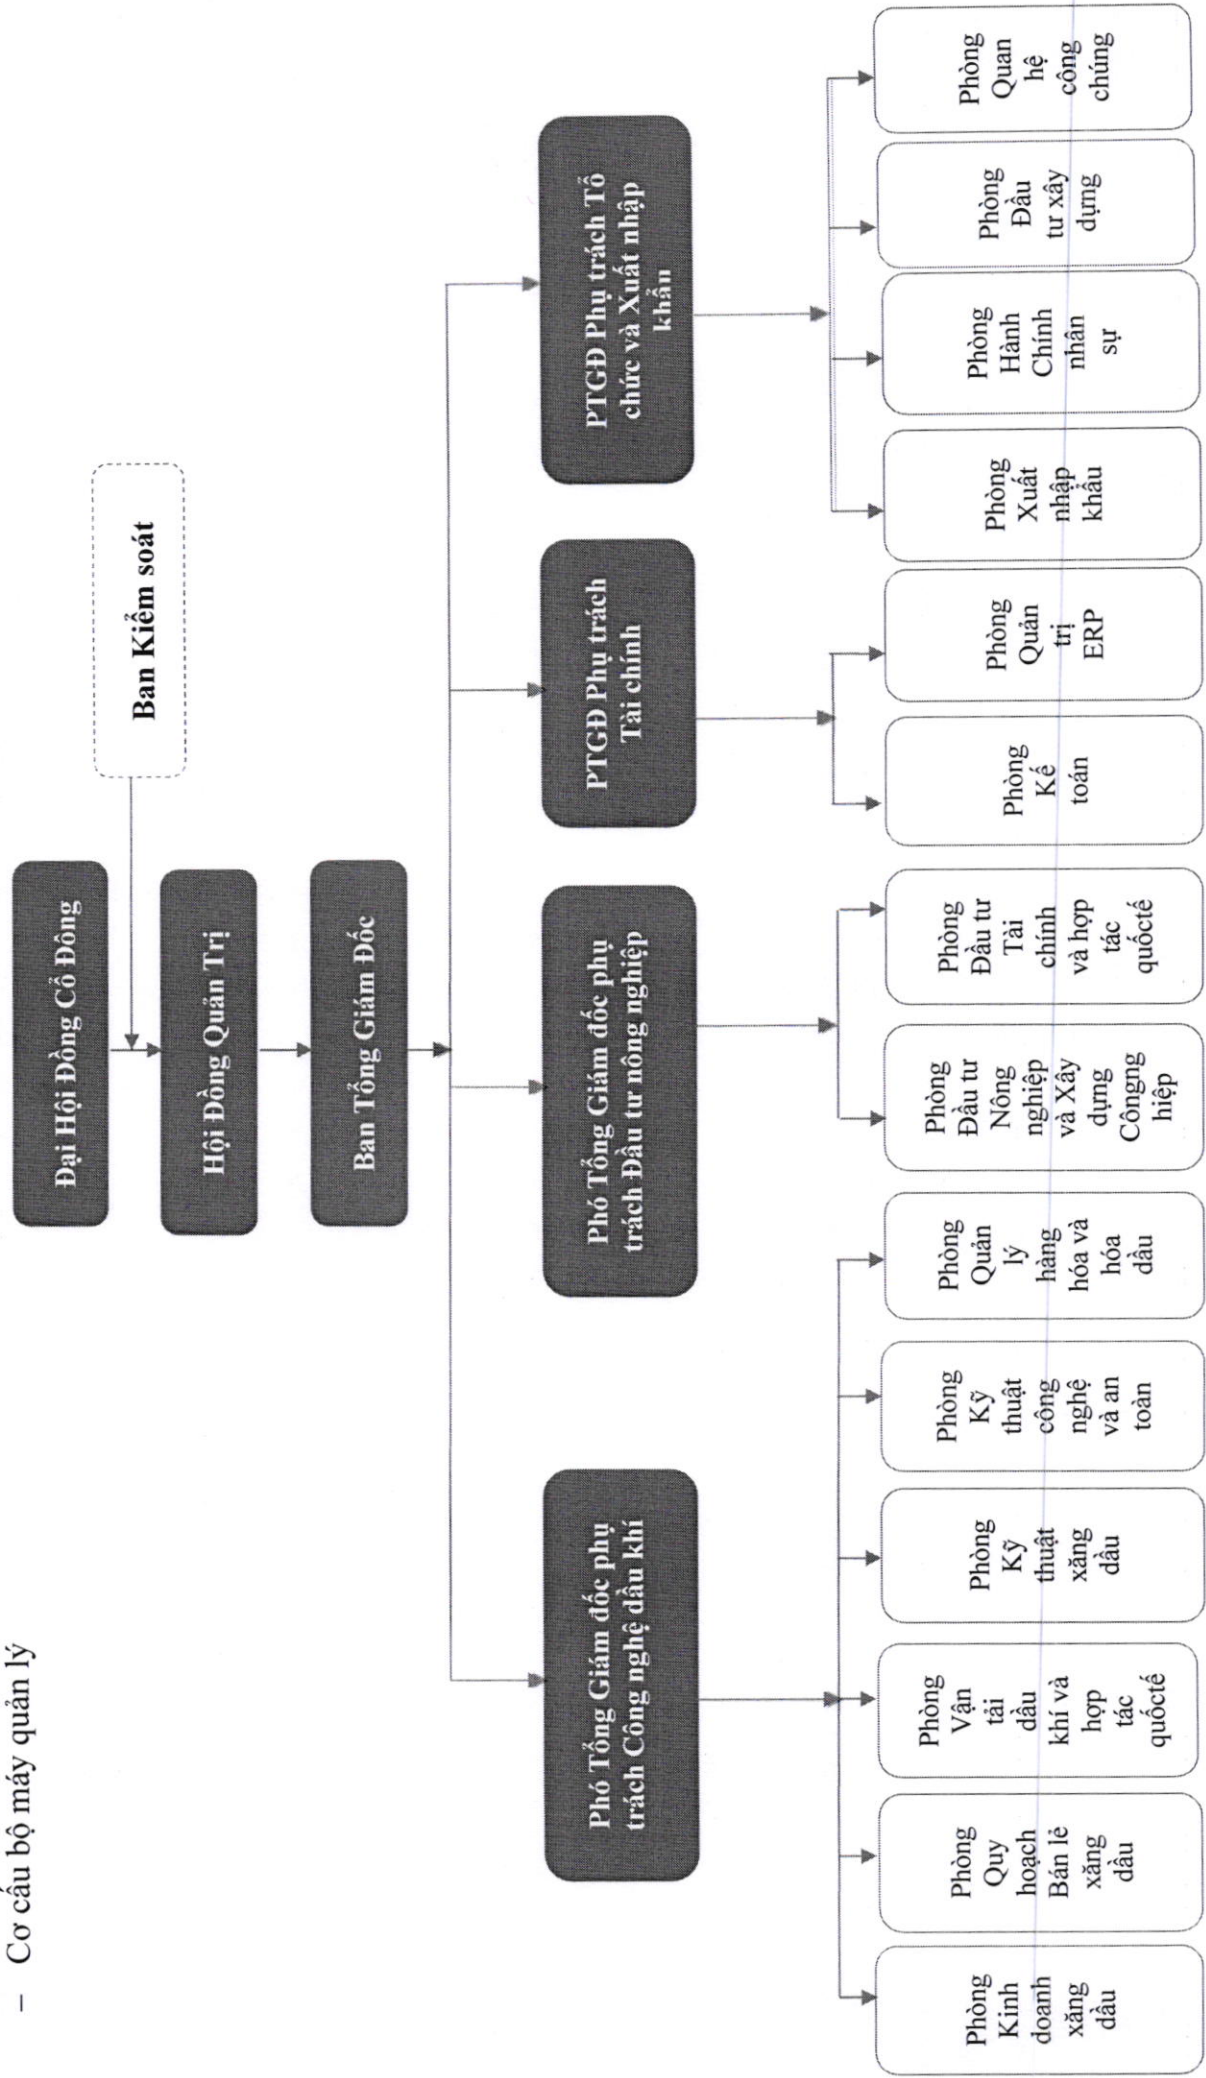 – Cơ cấu bộ máy quản lý
Đại Hội Đồng Cổ Đông
Ban Kiểm soát
Hội Đồng Quản Trị
Ban Tổng Giám Đốc
Phó Tổng Giám đốc phụ
trách Công nghệ dầu khí
Phó Tổng Giám đốc phụ
trách Đầu tư nông nghiệp
PTGĐ Phụ trách
Tài chính
PTGĐ Phụ trách Tổ
chức và Xuất nhập
khẩn
Phòng
Kinh
doanh
xăng
dầu
Phòng
Quy
hoạch
Bán lẻ
xăng
dầu
Phòng
Vận
tải
dầu
khí và
hợp
tác
quốctế
Phòng
Kỹ
thuật
xăng
dầu
Phòng
Kỹ
thuật
công
nghệ
và an
toàn
Phòng
Quản
lý
hàng
hóa và
hóa
dầu
Phòng
Đầu tư
Nông
nghiệp
và Xây
dựng
Côngng
hiệp
Phòng
Đầu tư
Tài
chính
và hợp
tác
quốctế
Phòng
Kế
toán
Phòng
Quản
trị
ERP
Phòng
Xuất
nhập
khẩu
Phòng
Hành
Chính
nhân
sự
Phòng
Đầu
tư xây
dựng
Phòng
Quan
hệ
công
chúng